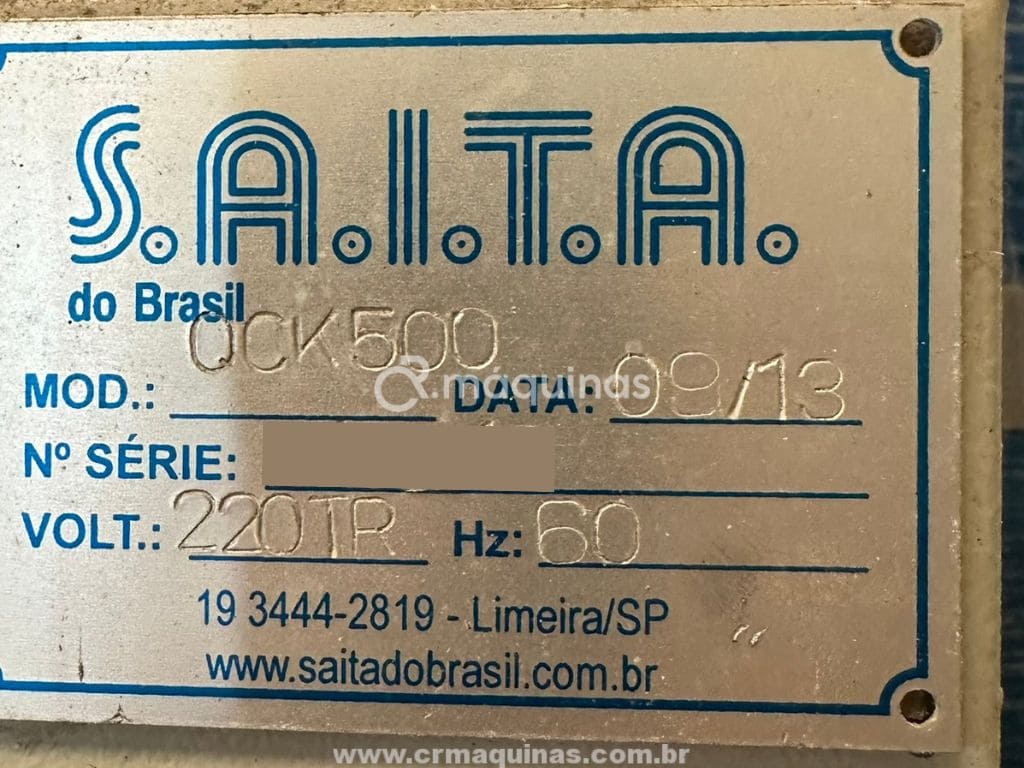 S.A.I.T.A.
do Brasil
MOD.: QCK500 DATA: 09/13
Nº SÉRIE:
VOLT.: 220TR Hz: 60
19 3444-2819 - Limeira/SP
www.saitadobrasil.com.br
CR máquinas
www.crmaquinas.com.br